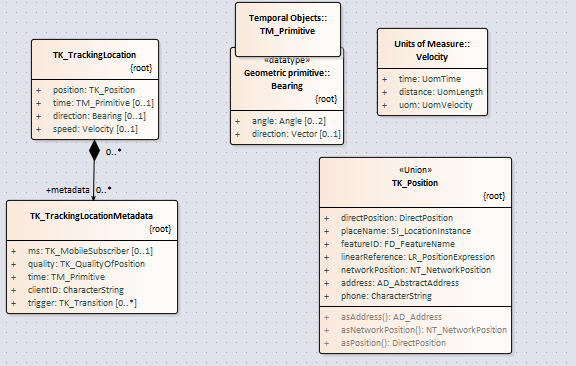 TK_TrackingLocation
{root}
+ position: TK_Position
+ time: TM_Primitive [0..1]
+ direction: Bearing [0..1]
+ speed: Velocity [0..1]
0..*
+metadata 0..*
TK_TrackingLocationMetadata
{root}
+ ms: TK_MobileSubscriber [0..1]
+ quality: TK_QualityOfPosition
+ time: TM_Primitive
+ clientID: CharacterString
+ trigger: TK_Transition [0..*]
Temporal Objects::
TM_Primitive
«datatype»
Geometric primitive::
Bearing
{root}
+ angle: Angle [0..2]
+ direction: Vector [0..1]
Units of Measure::
Velocity
+ time: UomTime
+ distance: UomLength
+ uom: UomVelocity
«Union»
TK_Position
{root}
+ directPosition: DirectPosition
+ placeName: SI_LocationInstance
+ featureID: FD_FeatureName
+ linearReference: LR_PositionExpression
+ networkPosition: NT_NetworkPosition
+ address: AD_AbstractAddress
+ phone: CharacterString
+ asAddress(): AD_Address
+ asNetworkPosition(): NT_NetworkPosition
+ asPosition(): DirectPosition